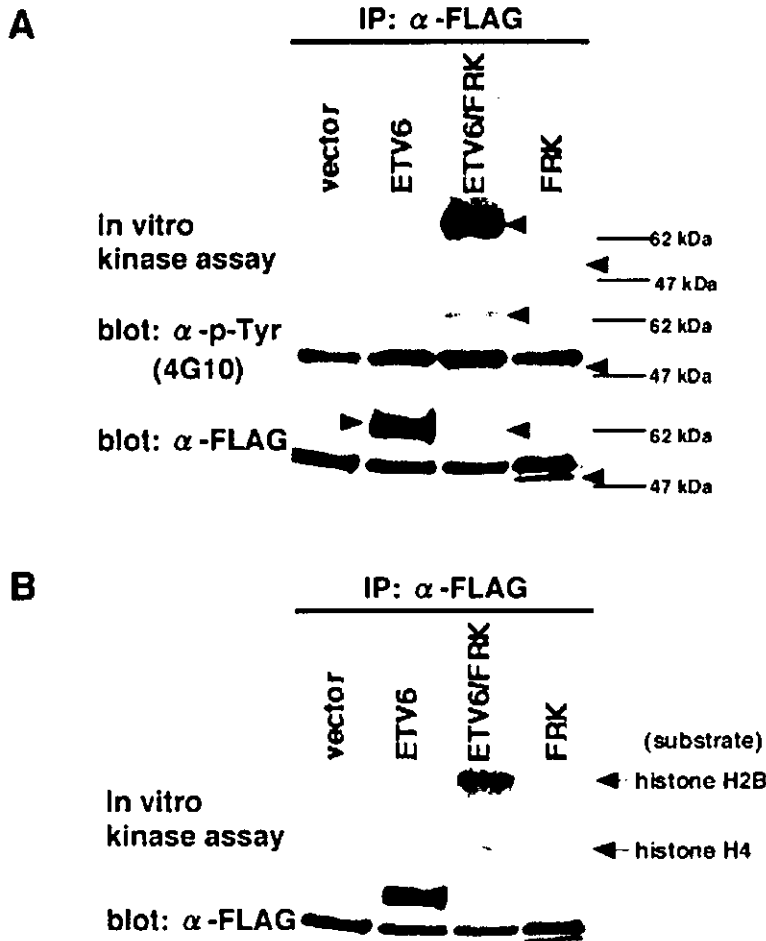 A
IP: α-FLAG
vector
ETV6
ETV6/FRK
FRK
In vitro
kinase assay
62 kDa
47 kDa
blot: α-p-Tyr
(4G10)
62 kDa
47 kDa
blot: α-FLAG
62 kDa
47 kDa
B
IP: α-FLAG
vector
ETV6
ETV6/FRK
FRK
(substrate)
In vitro
kinase assay
histone H2B
histone H4
blot: α-FLAG